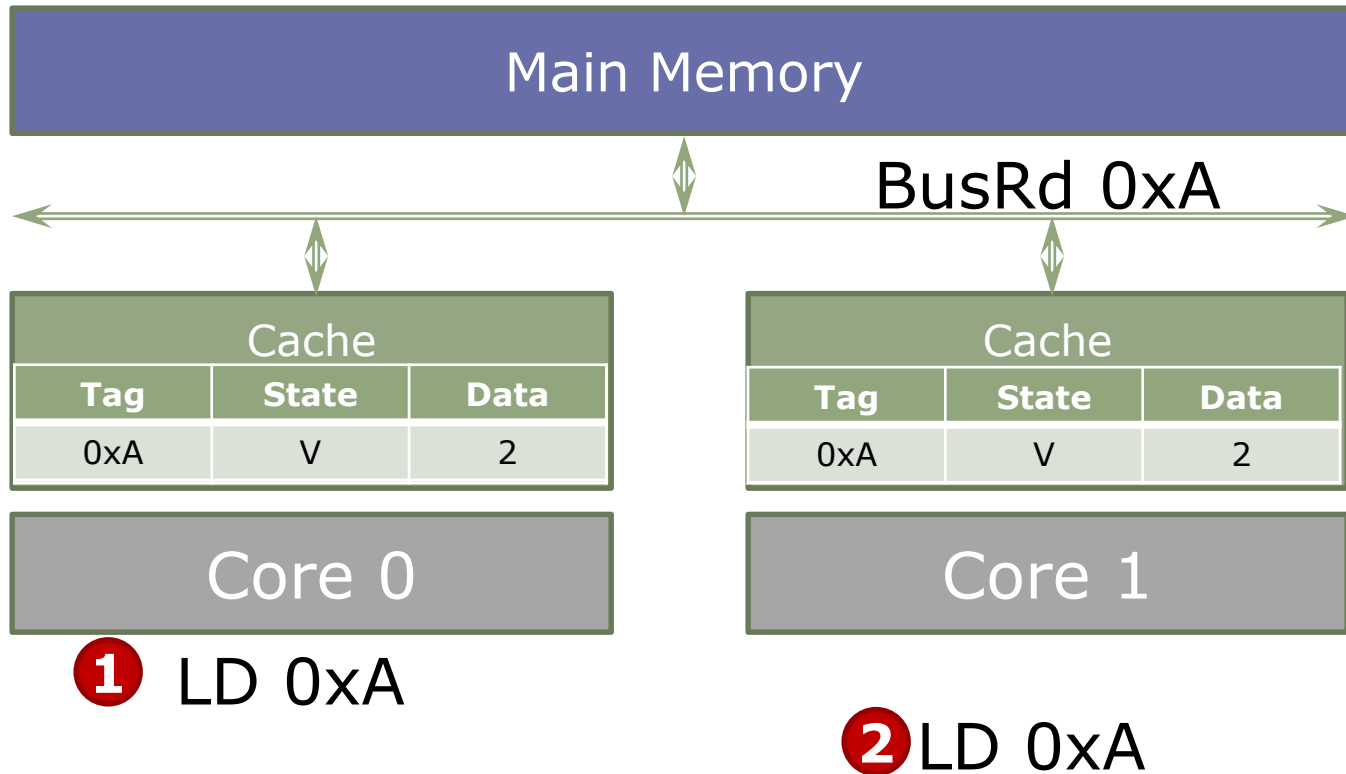 Main Memory
BusRd 0xA
Cache
Tag State Data
0xA V 2
Core 0
1 LD 0xA
Cache
Tag State Data
0xA V 2
Core 1
2 LD 0xA